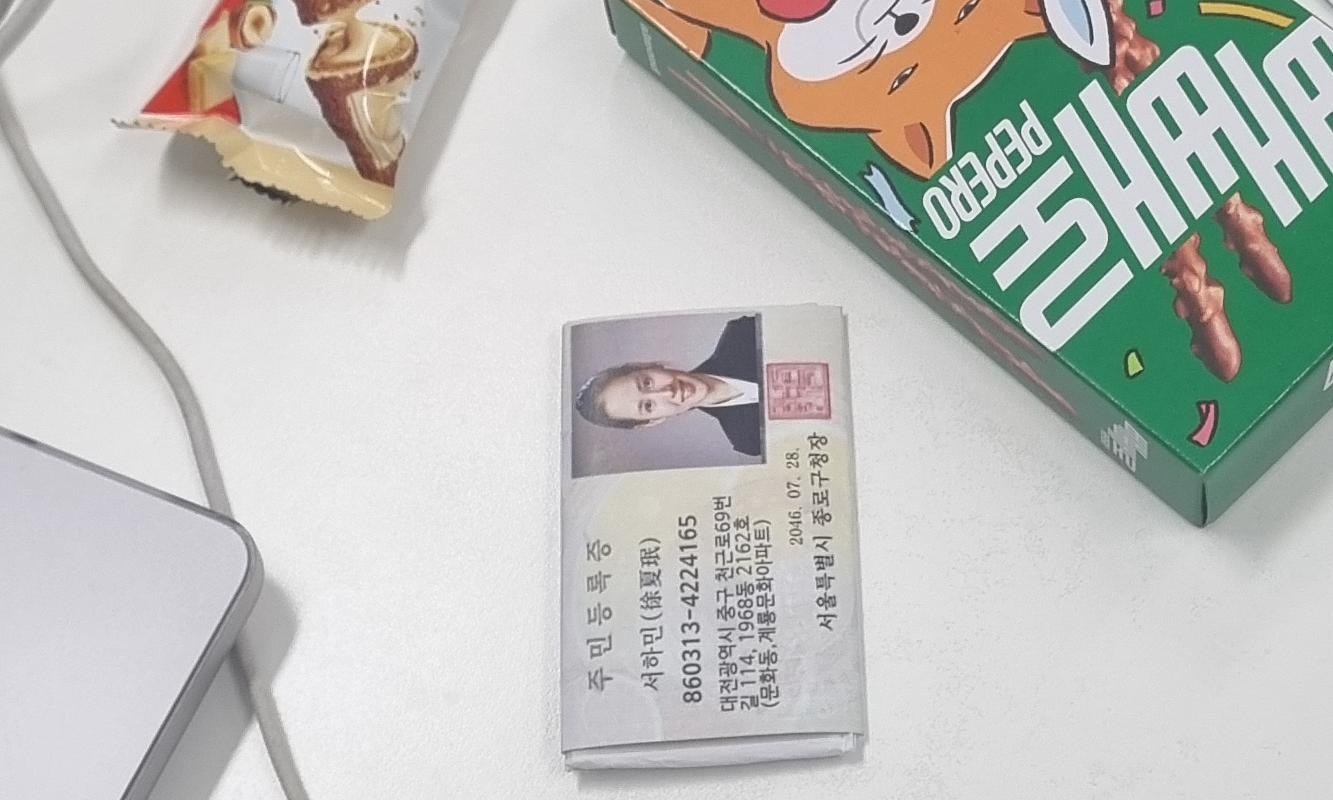 빼빼로
PEPERO
주민등록증
서하민(徐夏珉)
860313-4224165
대전광역시 중구 천근로69번
길 114, 1968동 2162호
(문화동,계룡문화아파트)
2046. 07. 28.
서울특별시 종로구청장